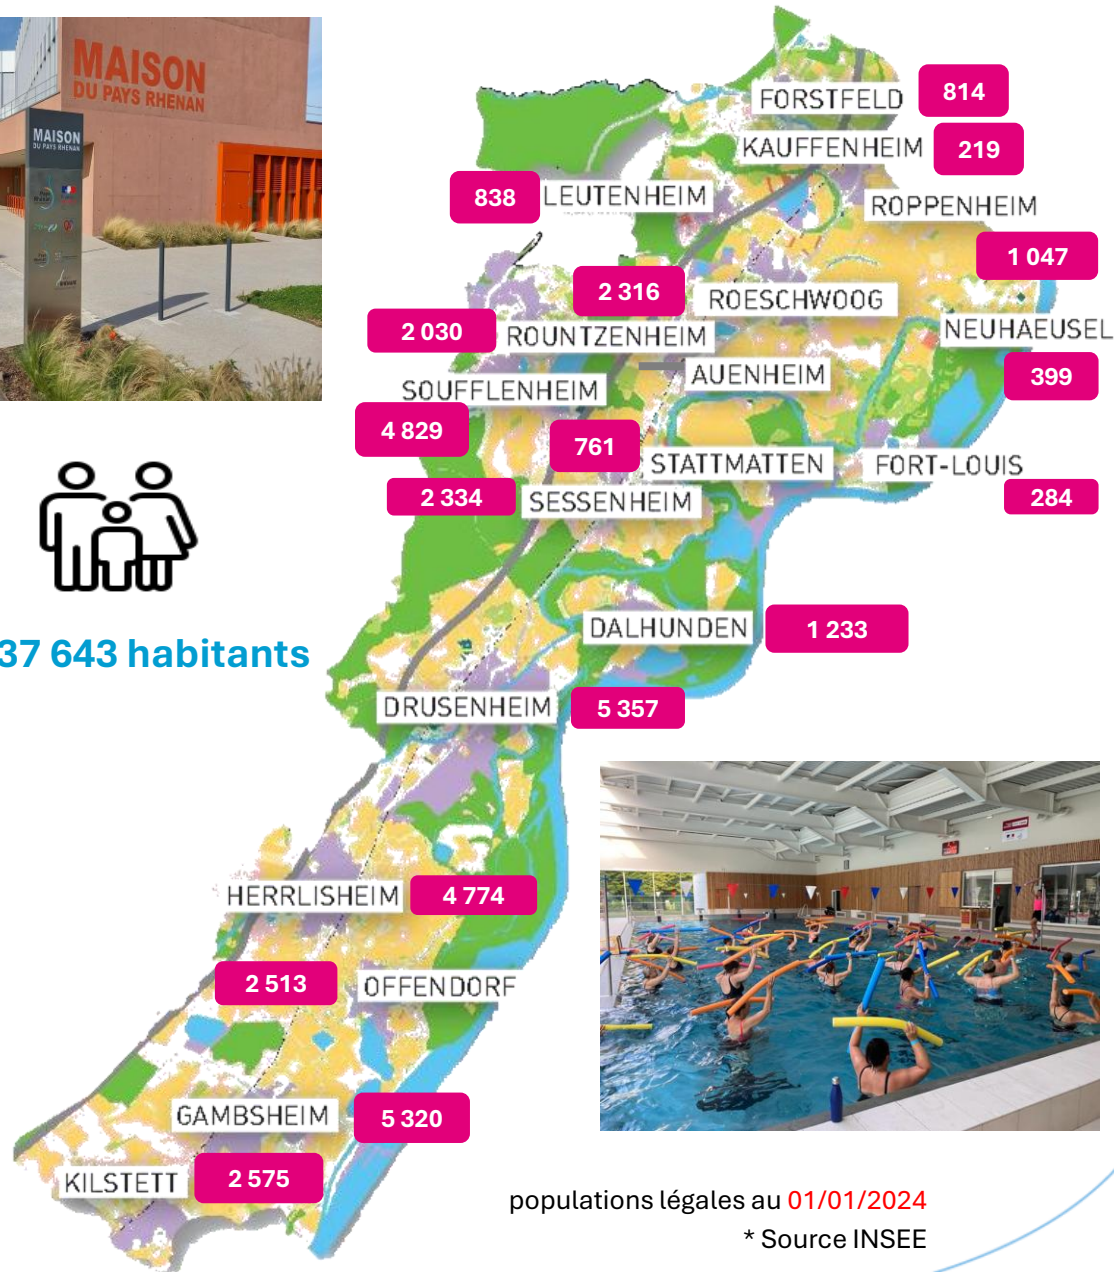 MAISON
DU PAYS RHENAN
MAISON
DU PAYS RHENAN
FORSTFELD 814
KAUFFENHEIM 219
838 LEUTENHEIM
ROPPENHEIM
1 047
2 316 ROESCHWOOG
2 030 ROUNTZENHEIM
NEUHAEUSEL
399
AUENHEIM
SOUFFLENHEIM
4 829
761
STATTMATTEN
FORT-LOUIS
284
2 334 SESSENHEIM
DALHUNDEN 1 233
37 643 habitants
DRUSENHEIM 5 357
HERRLISHEIM 4 774
2 513 OFFENDORF
GAMBSHEIM 5 320
KILSTETT 2 575
populations légales au 01/01/2024
* Source INSEE